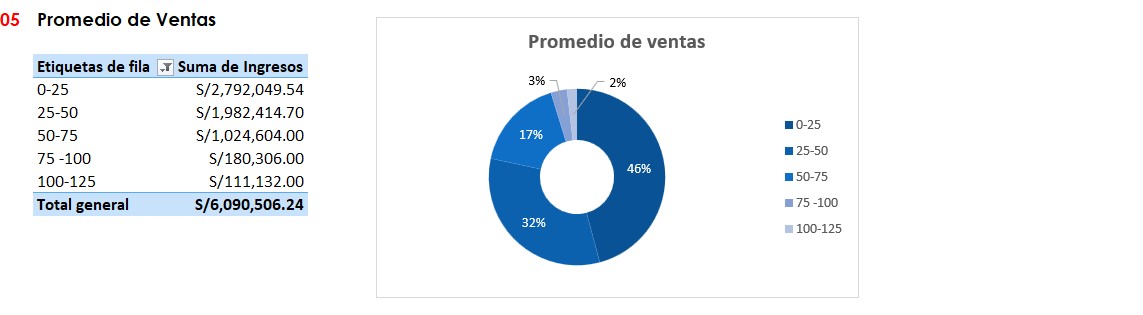 05 Promedio de Ventas
Etiquetas de fila Suma de Ingresos
0-25 S/2,792,049.54
25-50 S/1,982,414.70
50-75 S/1,024,604.00
75 -100 S/180,306.00
100-125 S/111,132.00
Total general S/6,090,506.24
Promedio de ventas
3%
2%
17%
46%
32%
0-25
25-50
50-75
75 -100
100-125